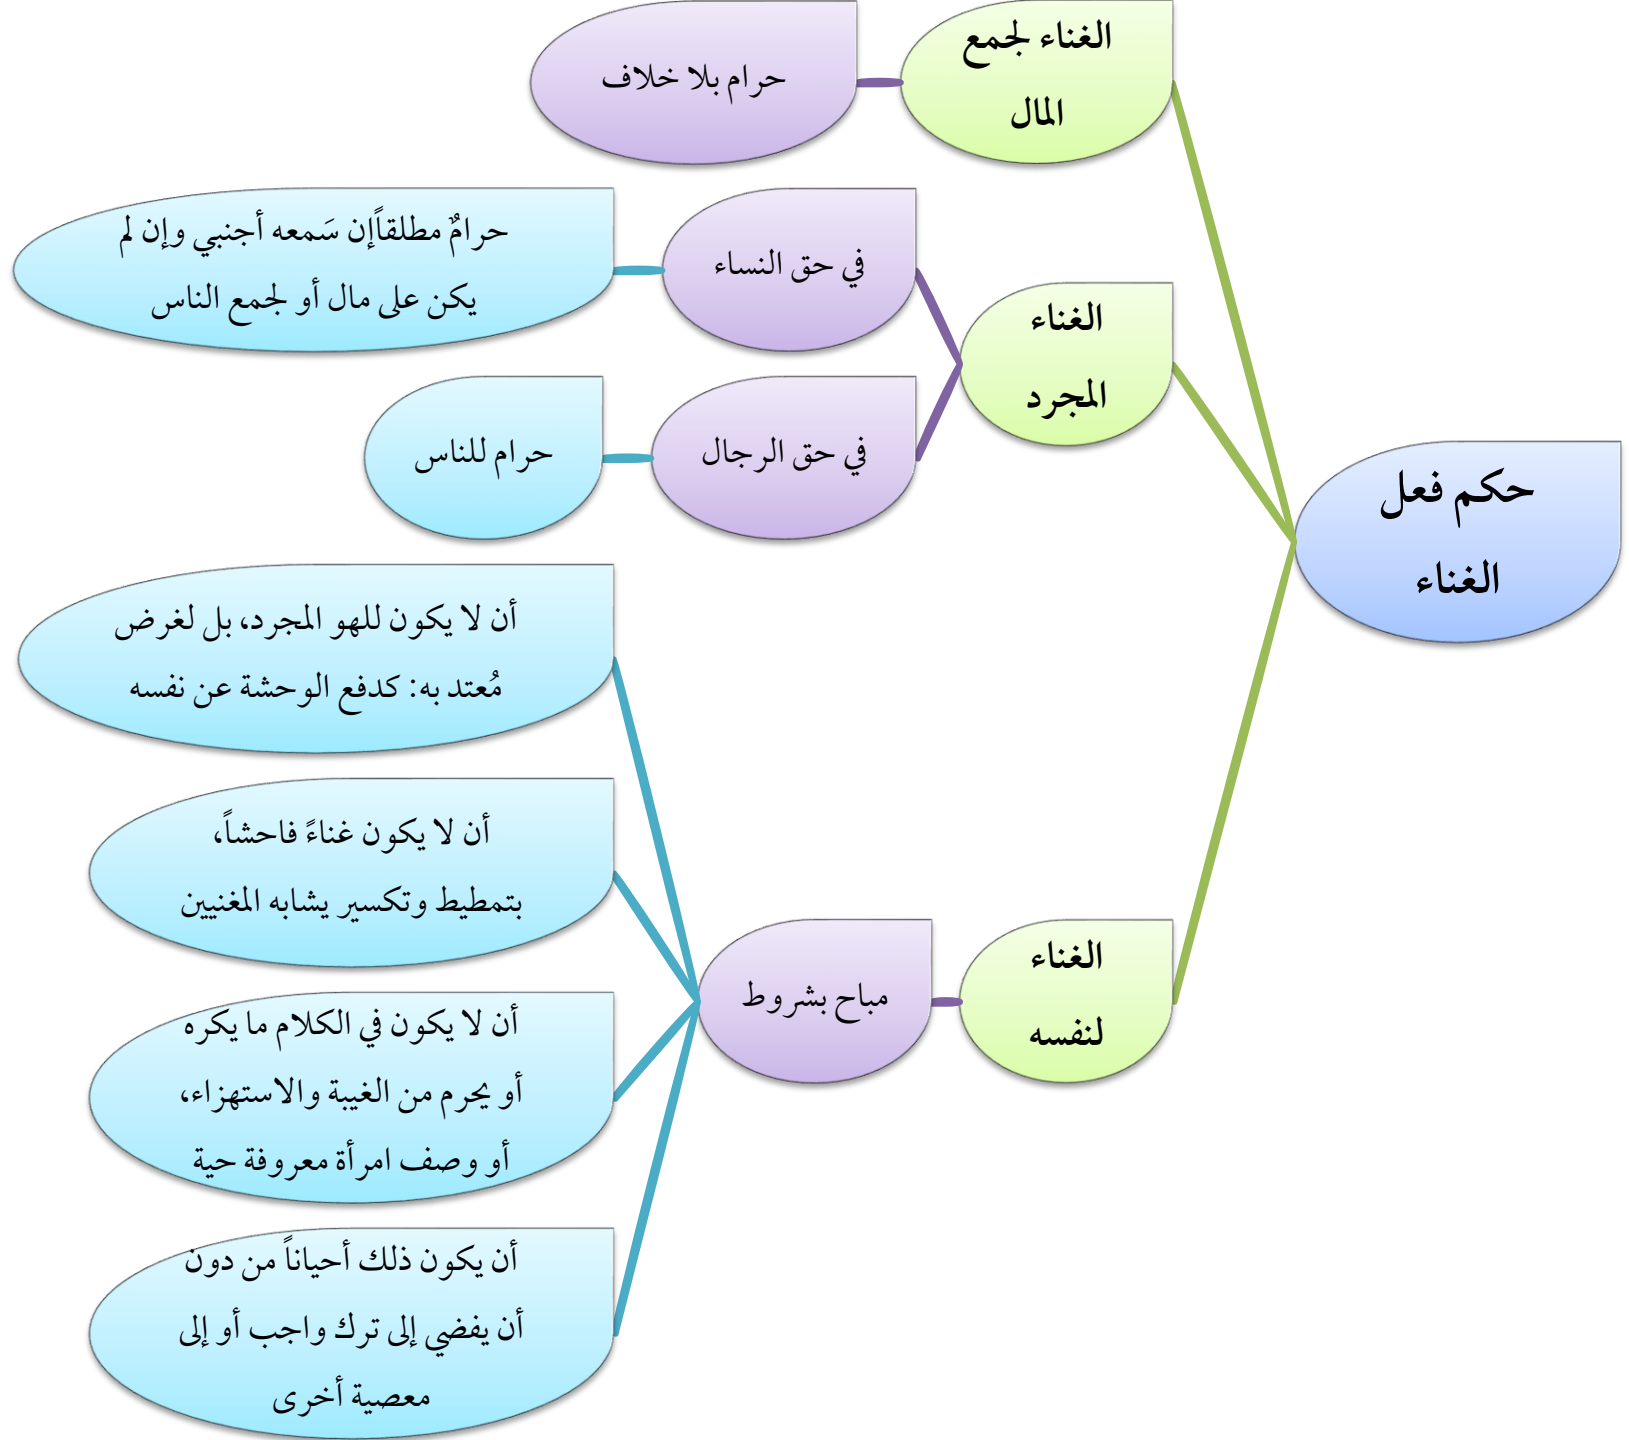 حكم فعل
الغناء
الغناء لجمع
المال
حرام بلا خلاف
الغناء
المجرد
في حق النساء
حرامٌ مطلقاًإن سَمعه أجنبي وإن لم
يكن على مال أو لجمع الناس
في حق الرجال
حرام للناس
الغناء
لنفسه
مباح بشروط
أن لا يكون للهو المجرد، بل لغرض
مُعتد به: كدفع الوحشة عن نفسه
أن لا يكون غناءً فاحشاً،
بتمطيط وتكسير يشابه المغنيين
أن لا يكون في الكلام ما يكره
أو يحرم من الغيبة والاستهزاء،
أو وصف امرأة معروفة حية
أن يكون ذلك أحياناً من دون
أن يفضي إلى ترك واجب أو إلى
معصية أخرى